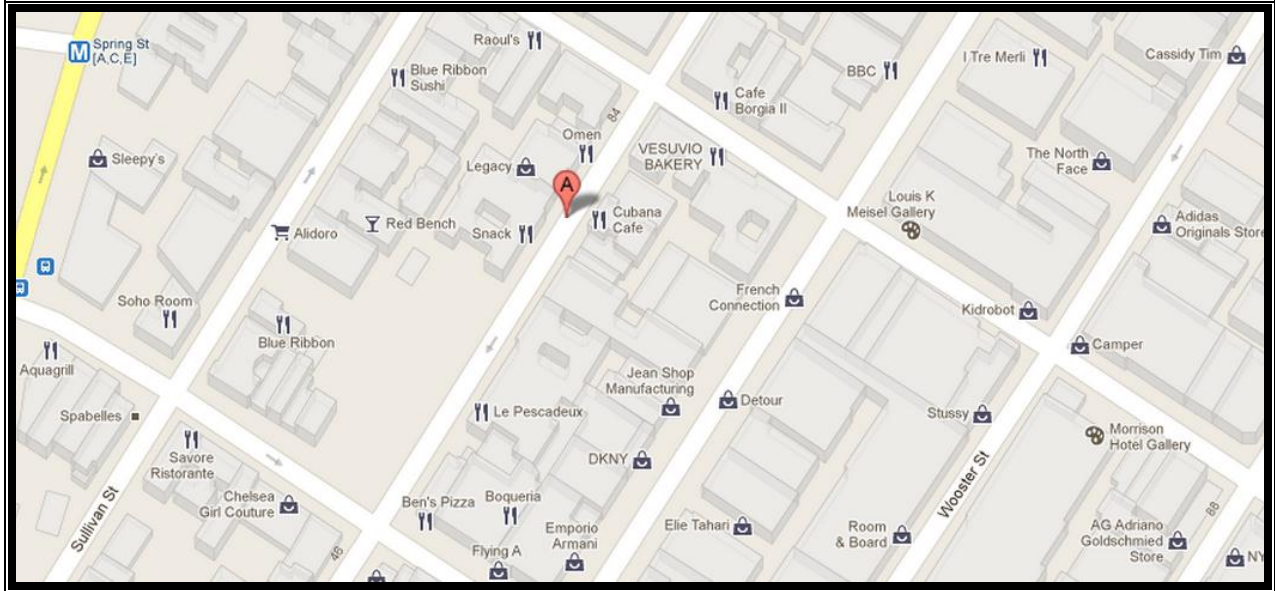 M
Spring St
[A,C,E]
Raoul's
Blue Ribbon
Sushi
BBC
I Tre Merli
Cassidy Tim
Cafe
Borgia II
84
Omen
Sleepy's
Legacy
VESUVIO
BAKERY
The North
Face
A
Louis K
Meisel Gallery
Alidoro
Red Bench
Snack
Cubana
Cafe
Adidas
Originals Store
Soho Room
French
Connection
Kidrobot
Blue Ribbon
Camper
Aquagrill
Jean Shop
Manufacturing
Detour
Spabelles
Le Pescadeux
Stussy
Morrison
Hotel Gallery
Savore
Ristorante
DKNY
Wooster St
Chelsea
Girl Couture
Ben's Pizza
Boqueria
Sullivan St
Emporio
Armani
Elie Tahari
Room
& Board
88
AG Adriano
Goldschmied
Store
46
Flying A
NY